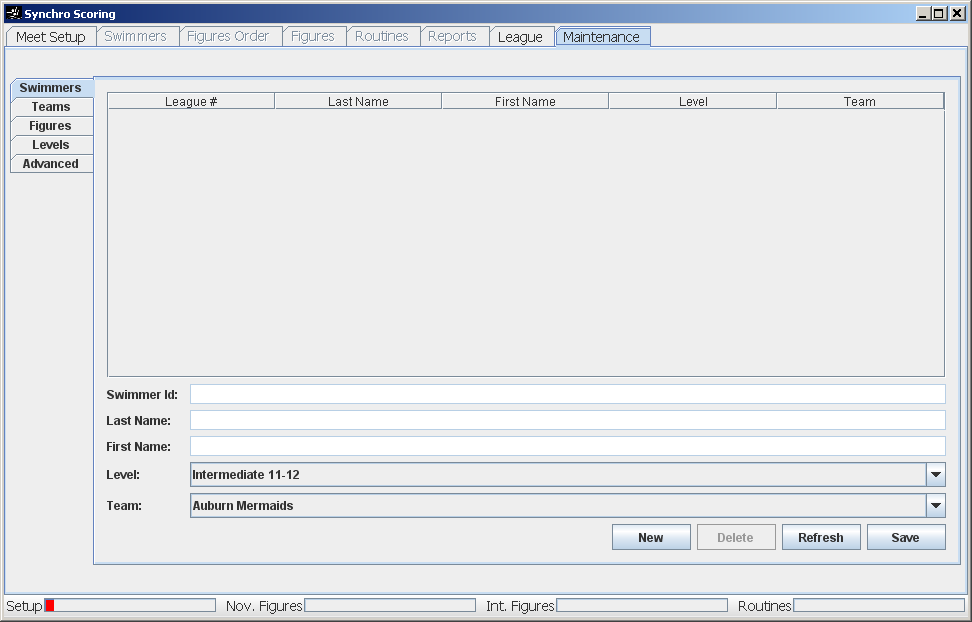 Synchro Scoring
Meet Setup Swimmers Figures Order Figures Routines Reports League Maintenance
Swimmers
Teams
Figures
Levels
Advanced
League # Last Name First Name Level Team
Swimmer Id:
Last Name:
First Name:
Level: Intermediate 11-12
Team: Auburn Mermaids
New Delete Refresh Save
Setup Nov. Figures Int. Figures Routines